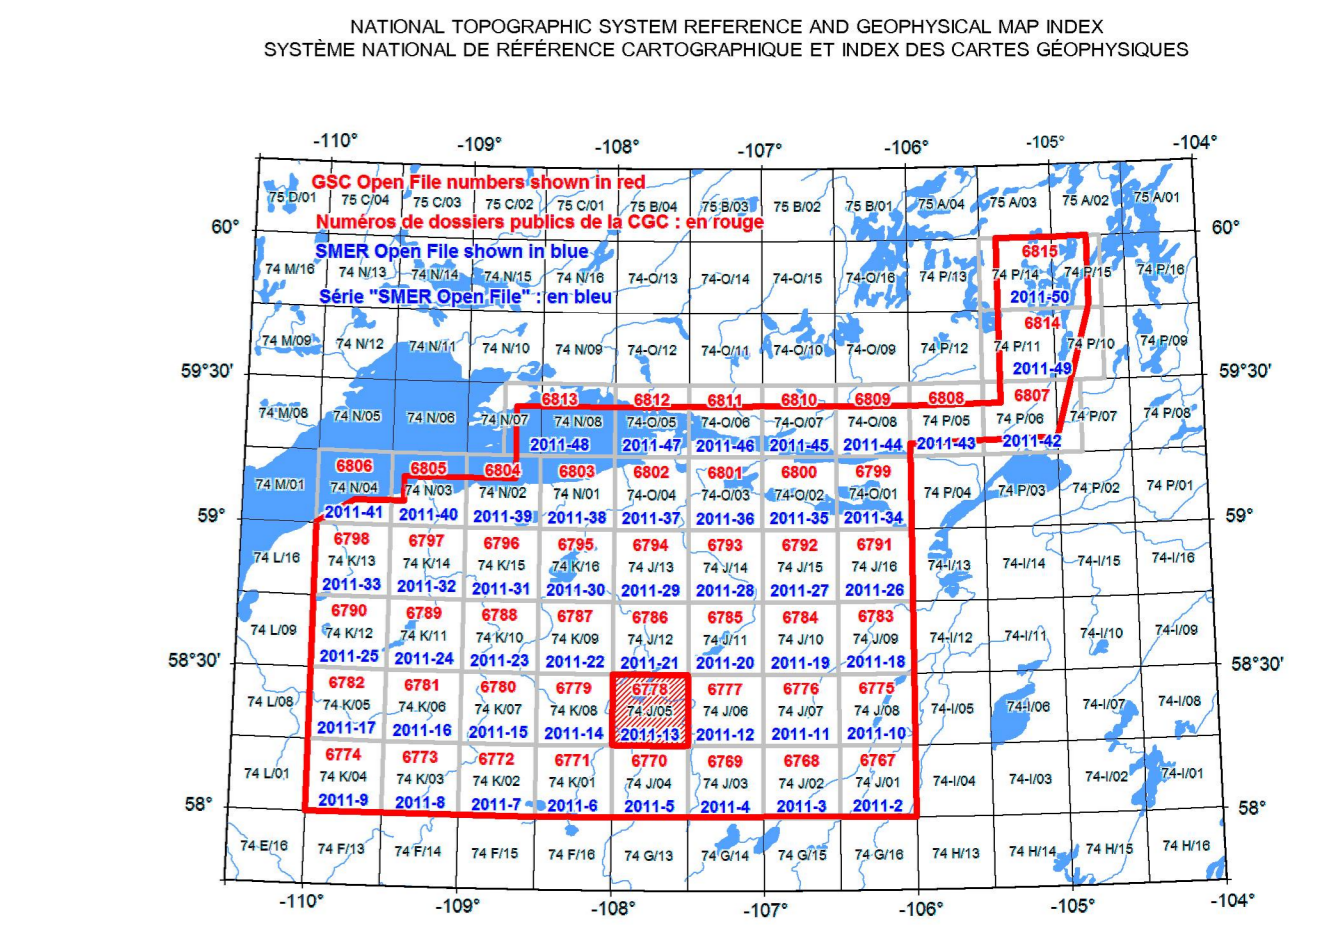 NATIONAL TOPOGRAPHIC SYSTEM REFERENCE AND GEOPHYSICAL MAP INDEX
SYSTÈME NATIONAL DE RÉFÉRENCE CARTOGRAPHIQUE ET INDEX DES CARTES GÉOPHYSIQUES
-110° -109° -108° -107° -106° -105° -104°
GSC Open File numbers shown in red
75 D/01 75 C/04 75 C/03 75 C/02 75 C/01 75 B/04 75 B/03 75 B/02 75 B/01 75 A/04 75 A/03 75 A/02 75 A/01
Numéros de dossiers publics de la CGC : en rouge
60° 60°
SMER Open File shown in blue
6815
74 M/16 74 N/13 74 N/14 74 N/15 74 N/16 74-O/13 74-O/14 74-O/15 74-O/16 74 P/13 74 P/14 74 P/15 74 P/16
Série "SMER Open File" : en bleu
2011-50
6814
74 M/09 74 N/12 74 N/11 74 N/10 74 N/09 74-O/12 74-O/11 74-O/10 74-O/09 74 P/12 74 P/11 74 P/10 74 P/09
2011-49
59°30' 59°30'
6813 6812 6811 6810 6809 6808 6807
74 M/08 74 N/05 74 N/06 74 N/07 74 N/08 74-O/05 74-O/06 74-O/07 74-O/08 74 P/05 74 P/06 74 P/07 74 P/08
2011-48 2011-47 2011-46 2011-45 2011-44 2011-43 2011-42
6806 6805 6804 6803 6802 6801 6800 6799
74 M/01 74 N/04 74 N/03 74 N/02 74 N/01 74-O/04 74-O/03 74-O/02 74-O/01 74 P/04 74 P/03 74 P/02 74 P/01
2011-41 2011-40 2011-39 2011-38 2011-37 2011-36 2011-35 2011-34
59° 59°
6798 6797 6796 6795 6794 6793 6792 6791
74 L/16 74 K/13 74 K/14 74 K/15 74 K/16 74 J/13 74 J/14 74 J/15 74 J/16 74-I/13 74-I/14 74-I/15 74-I/16
2011-33 2011-32 2011-31 2011-30 2011-29 2011-28 2011-27 2011-26
6790 6789 6788 6787 6786 6785 6784 6783
74 L/09 74 K/12 74 K/11 74 K/10 74 K/09 74 J/12 74 J/11 74 J/10 74 J/09 74-I/12 74-I/11 74-I/10 74-I/09
2011-25 2011-24 2011-23 2011-22 2011-21 2011-20 2011-19 2011-18
58°30' 58°30'
6782 6781 6780 6779 6778 6777 6776 6775
74 L/08 74 K/05 74 K/06 74 K/07 74 K/08 74 J/05 74 J/06 74 J/07 74 J/08 74-I/05 74-I/06 74-I/07 74-I/08
2011-17 2011-16 2011-15 2011-14 2011-13 2011-12 2011-11 2011-10
6774 6773 6772 6771 6770 6769 6768 6767
74 L/01 74 K/04 74 K/03 74 K/02 74 K/01 74 J/04 74 J/03 74 J/02 74 J/01 74-I/04 74-I/03 74-I/02 74-I/01
2011-9 2011-8 2011-7 2011-6 2011-5 2011-4 2011-3 2011-2
58° 58°
74 E/16 74 F/13 74 F/14 74 F/15 74 F/16 74 G/13 74 G/14 74 G/15 74 G/16 74 H/13 74 H/14 74 H/15 74 H/16
-110° -109° -108° -107° -106° -105° -104°